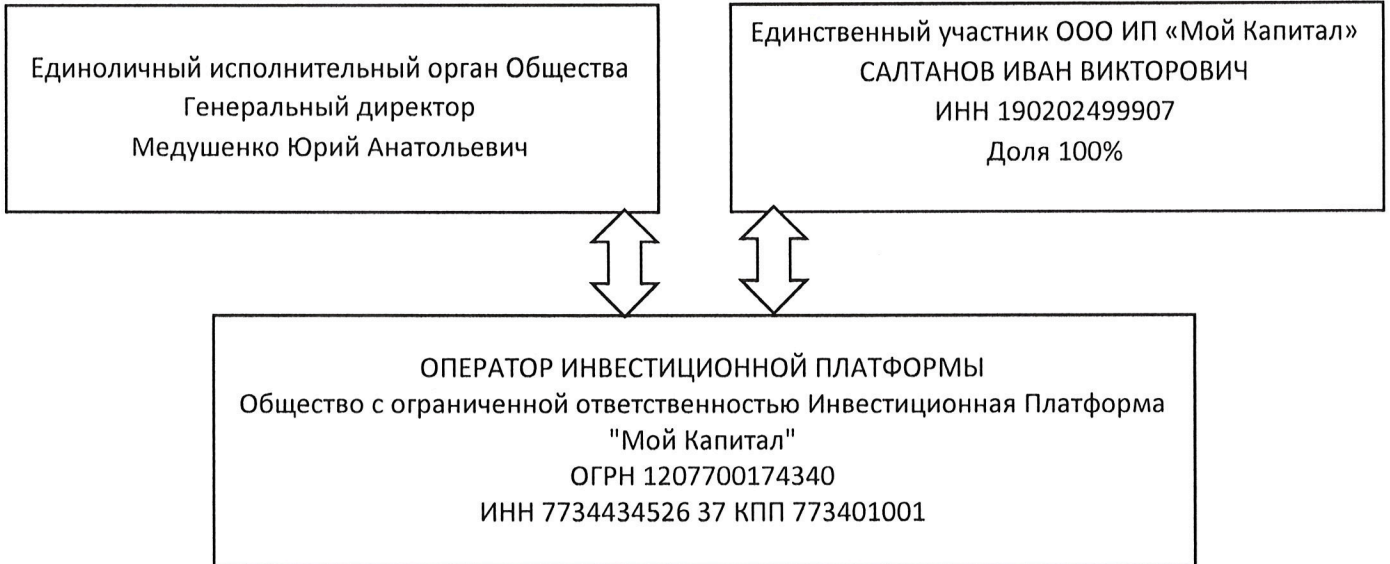 Единоличный исполнительный орган Общества
Генеральный директор
Медушенко Юрий Анатольевич
Единственный участник ООО ИП «Мой Капитал»
САЛТАНОВ ИВАН ВИКТОРОВИЧ
ИНН 190202499907
Доля 100%
ОПЕРАТОР ИНВЕСТИЦИОННОЙ ПЛАТФОРМЫ
Общество с ограниченной ответственностью Инвестиционная Платформа
"Мой Капитал"
ОГРН 1207700174340
ИНН 7734434526 37 КПП 773401001